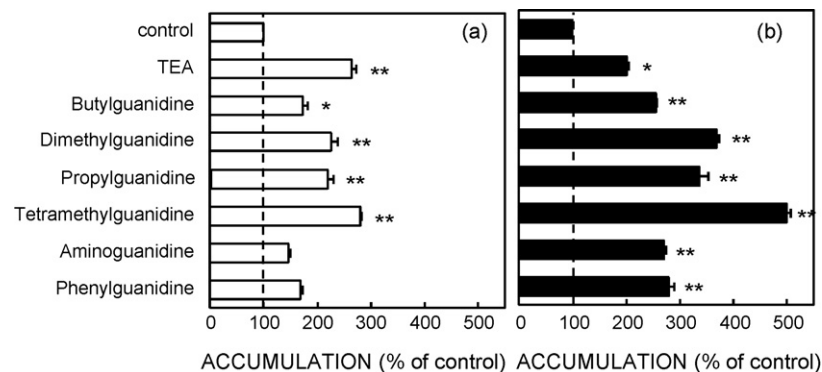 control (a) (b)
TEA ** *
Butylguanidine * **
Dimethylguanidine ** **
Propylguanidine ** **
Tetramethylguanidine ** **
Aminoguanidine **
Phenylguanidine **
0 100 200 300 400 500 0 100 200 300 400 500
ACCUMULATION (% of control) ACCUMULATION (% of control)